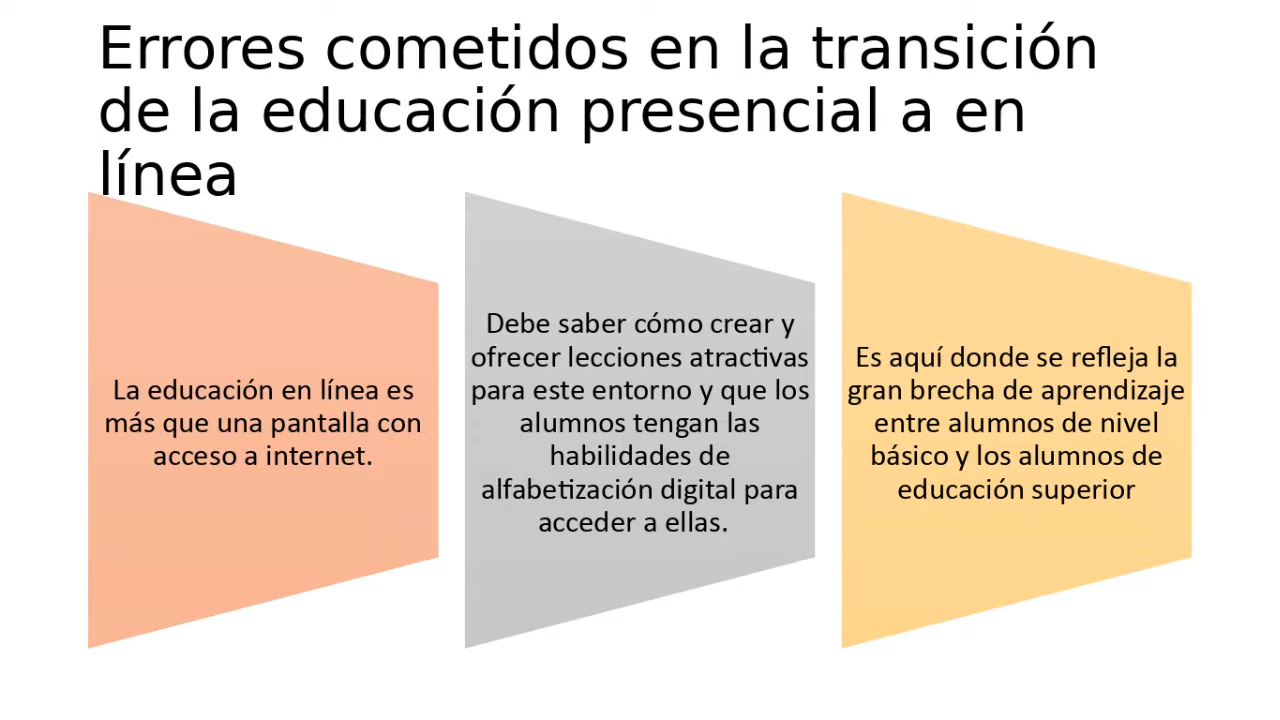 Errores cometidos en la transición
de la educación presencial a en
línea
La educación en línea es
más que una pantalla con
acceso a internet.
Debe saber cómo crear y
ofrecer lecciones atractivas
para este entorno y que los
alumnos tengan las
habilidades de
alfabetización digital para
acceder a ellas.
Es aquí donde se refleja la
gran brecha de aprendizaje
entre alumnos de nivel
básico y los alumnos de
educación superior